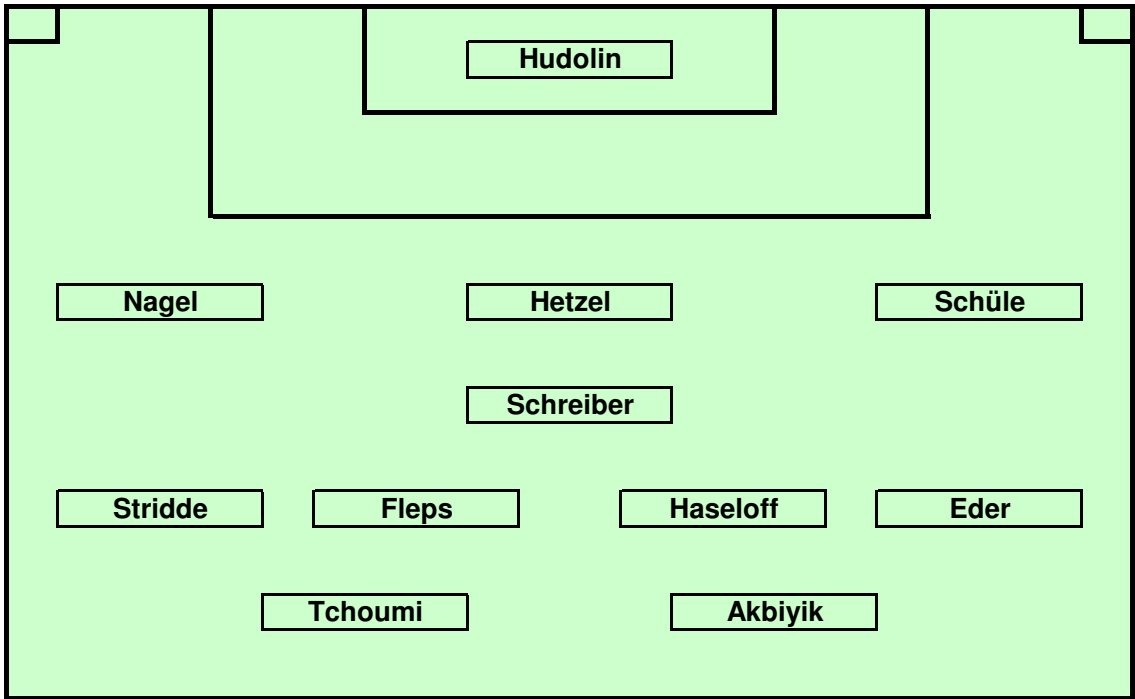 Hudolin
Nagel Hetzel Schüle
Schreiber
Stridde Fleps Haseloff Eder
Tchoumi Akbiyik